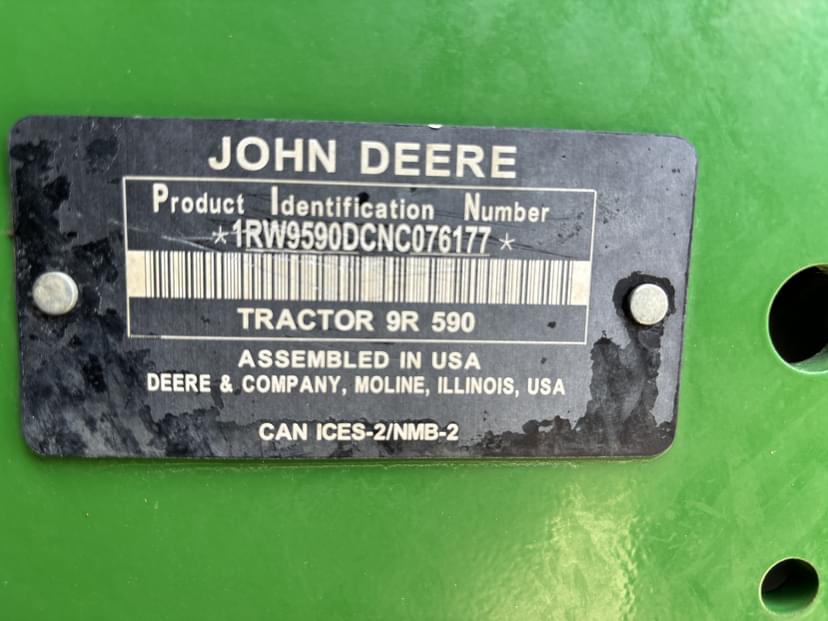 JOHN DEERE
Product Identification Number
*1RW9590DCNC076177*
TRACTOR 9R 590
ASSEMBLED IN USA
DEERE & COMPANY, MOLINE, ILLINOIS, USA
CAN ICES-2/NMB-2